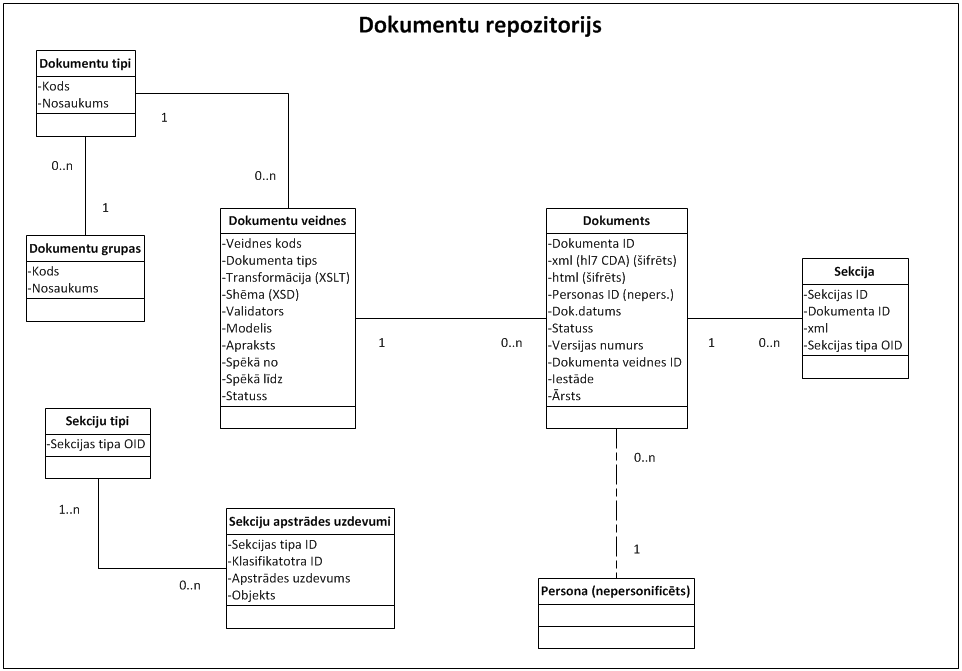 Dokumentu repozitorijs
Dokumentu tipi
-Kods
-Nosaukums
1
0..n
0..n
1
Dokumentu grupas
-Kods
-Nosaukums
Dokumentu veidnes
-Veidnes kods
-Dokumenta tips
-Transformācija (XSLT)
-Shēma (XSD)
-Validators
-Modelis
-Apraksts
-Spēkā no
-Spēkā līdz
-Statuss
1
0..n
Dokuments
-Dokumenta ID
-xml (hl7 CDA) (šifrēts)
-html (šifrēts)
-Personas ID (nepers.)
-Dok.datums
-Statuss
-Versijas numurs
-Dokumenta veidnes ID
-Iestāde
-Ārsts
1
0..n
Sekcija
-Sekcijas ID
-Dokumenta ID
-xml
-Sekcijas tipa OID
Sekciju tipi
-Sekcijas tipa OID
1..n
0..n
Sekciju apstrādes uzdevumi
-Sekcijas tipa ID
-Klasifikatotra ID
-Apstrādes uzdevums
-Objekts
0..n
1
Persona (nepersonificēts)